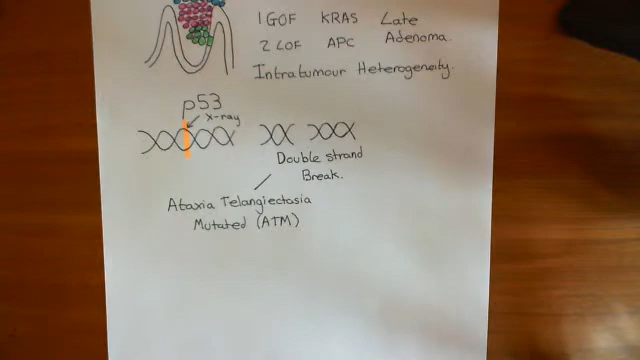 1 GOF KRAS Late
2 LOF APC Adenoma.
Intratumour Heterogeneity.
p53
x-ray
Double strand
Break.
Ataxia Telangiectasia
Mutated (ATM)